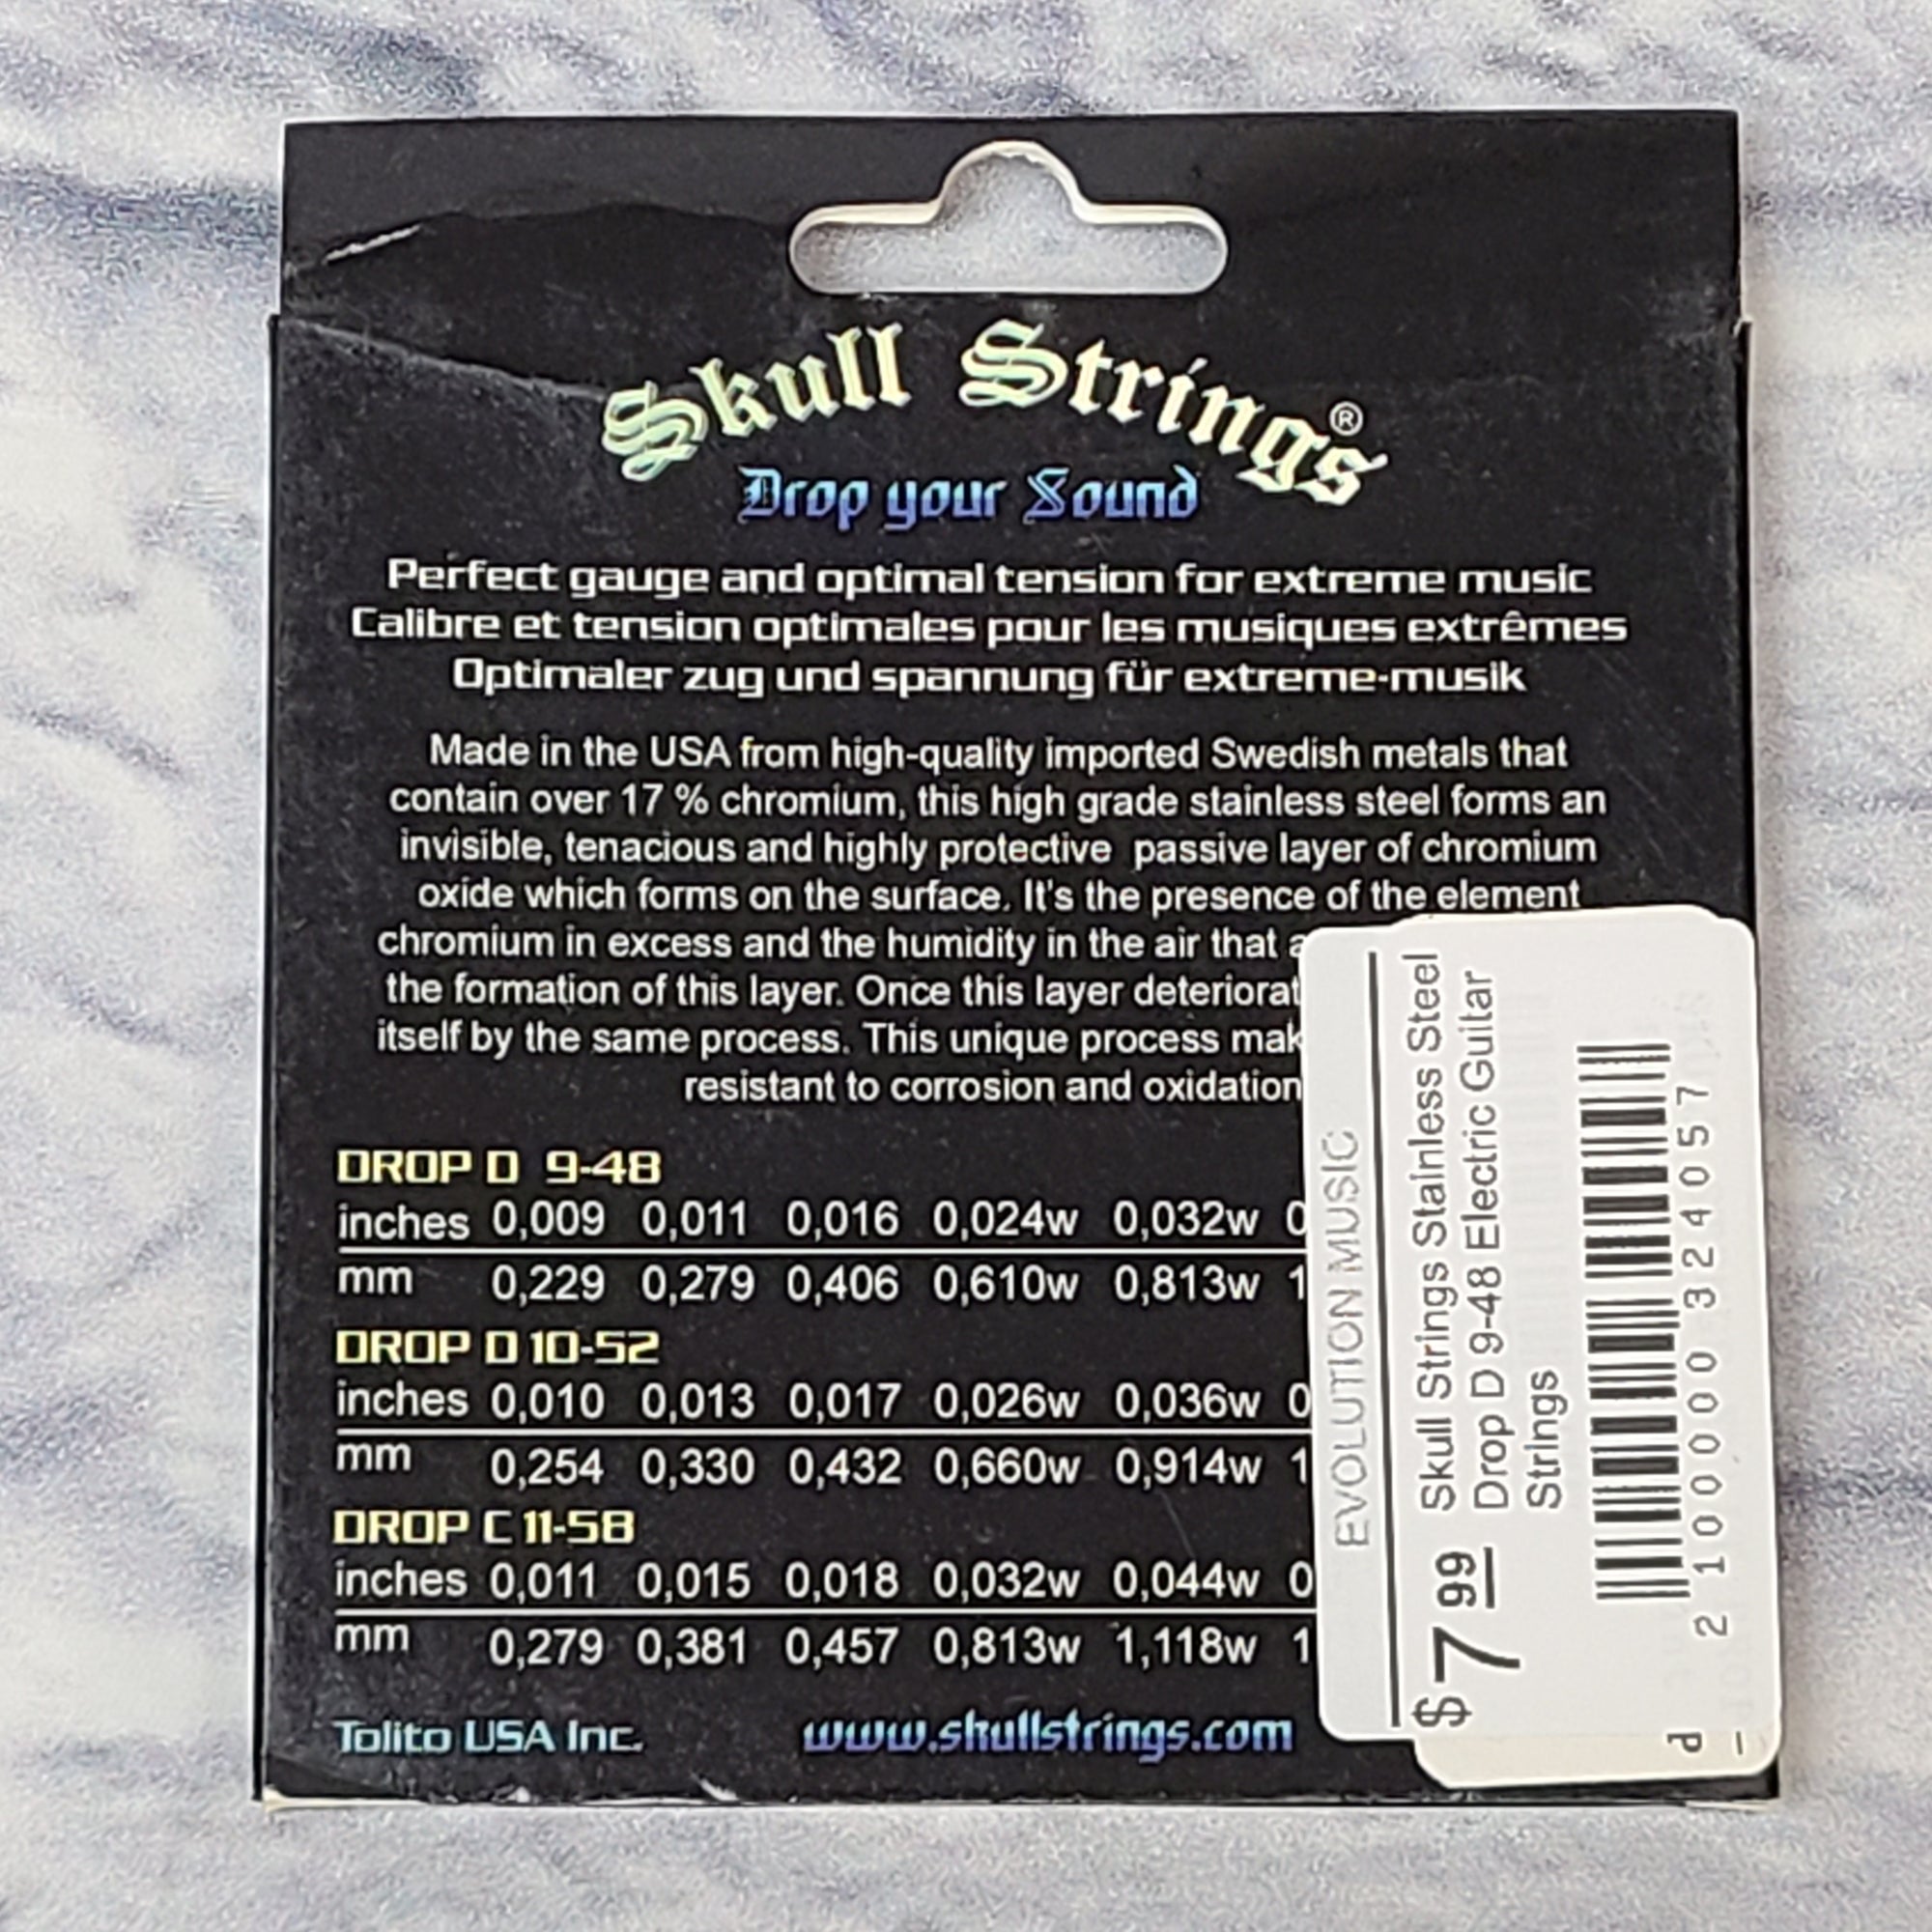 Skull Strings®
Drop your Sound
Perfect gauge and optimal tension for extreme music
Calibre et tension optimales pour les musiques extrêmes
Optimaler zug und spannung für extreme-musik
Made in the USA from high-quality imported Swedish metals that
contain over 17 % chromium, this high grade stainless steel forms an
invisible, tenacious and highly protective passive layer of chromium
oxide which forms on the surface. It's the presence of the element
chromium in excess and the humidity in the air that
the formation of this layer. Once this layer
itself by the same process. This unique process
resistant to corrosion and oxidation
DROP D 9-48
inches 0,009 0,011 0,016 0,024w 0,032w
mm 0,229 0,279 0,406 0,610w 0,813w
DROP D 10-52
inches 0,010 0,013 0,017 0,026w 0,036w
mm 0,254 0,330 0,432 0,660w 0,914w
DROP C 11-58
inches 0,011 0,015 0,018 0,032w 0,044w
mm 0,279 0,381 0,457 0,813w 1,118w
Tolito USA Inc. www.skullstrings.com
EVOLUTION MUSIC
Skull Strings Stainless Steel
Drop D 9-48 Electric Guitar
Strings
$7 99
2 100000 324057